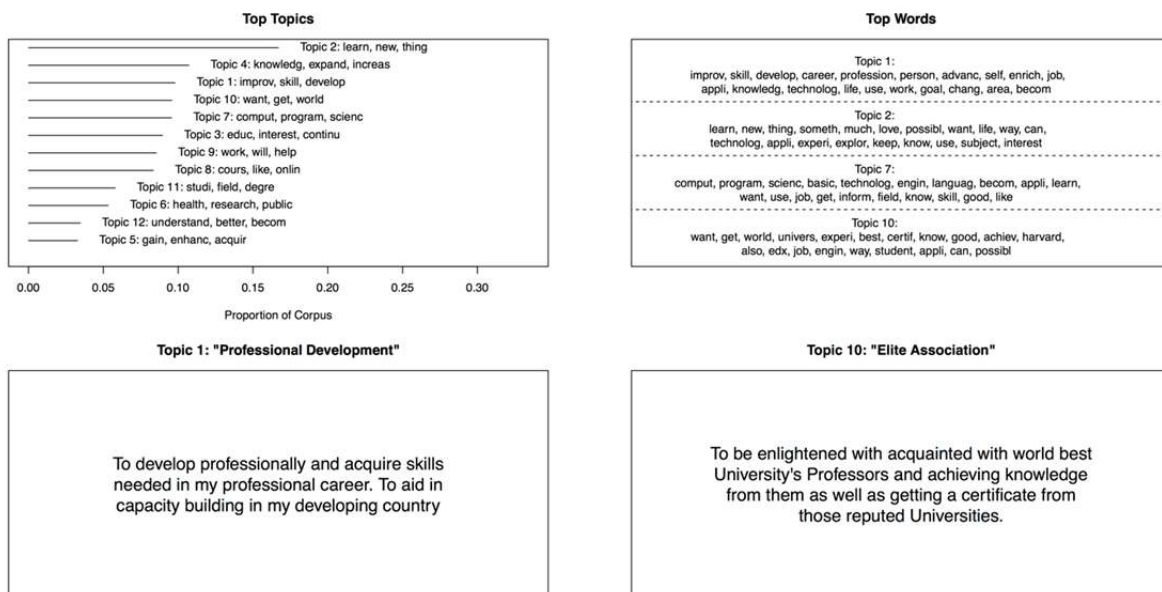 Top Topics
Topic 2: learn, new, thing
Topic 4: knowledg, expand, increas
Topic 1: improv, skill, develop
Topic 10: want, get, world
Topic 7: comput, program, scienc
Topic 3: educ, interest, continu
Topic 9: work, will, help
Topic 8: cours, like, onlin
Topic 11: studi, field, degre
Topic 6: health, research, public
Topic 12: understand, better, becom
Topic 5: gain, enhanc, acquir
0.00 0.05 0.10 0.15 0.20 0.25 0.30
Proportion of Corpus
Top Words
Topic 1:
improv, skill, develop, career, profession, person, advanc, self, enrich, job,
appli, knowledg, technolog, life, use, work, goal, chang, area, becom
Topic 2:
learn, new, thing, someth, much, love, possibl, want, life, way, can,
technolog, appli, experi, explor, keep, know, use, subject, interest
Topic 7:
comput, program, scienc, basic, technolog, engin, languag, becom, appli, learn,
want, use, job, get, inform, field, know, skill, good, like
Topic 10:
want, get, world, univers, experi, best, certif, know, good, achiev, harvard,
also, edx, job, engin, way, student, appli, can, possibl
Topic 1: "Professional Development"
To develop professionally and acquire skills
needed in my professional career. To aid in
capacity building in my developing country
Topic 10: "Elite Association"
To be enlightened with acquainted with world best
University's Professors and achieving knowledge
from them as well as getting a certificate from
those reputed Universities.